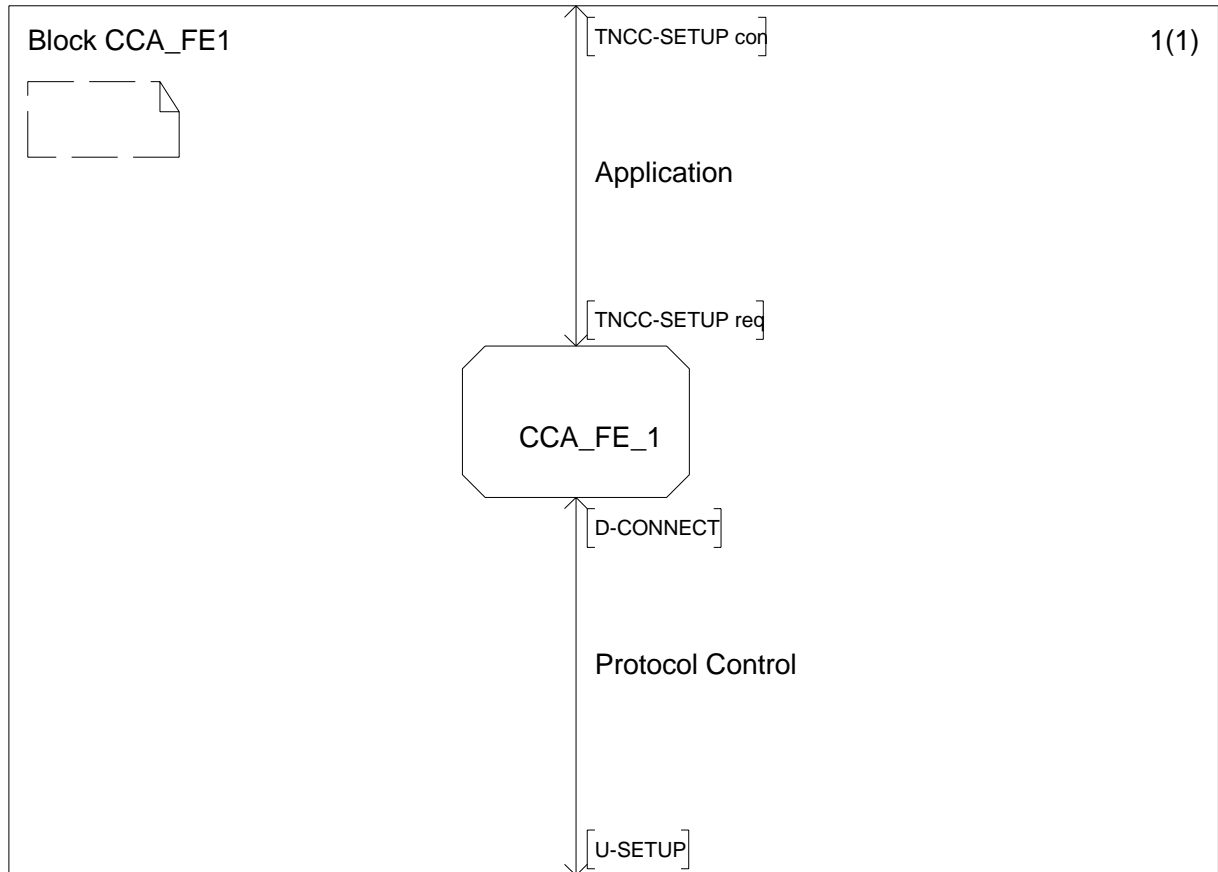 Block CCA_FE1
1(1)
[TNCC-SETUP con]
Application
[TNCC-SETUP req]
CCA_FE_1
[D-CONNECT]
Protocol Control
[U-SETUP]